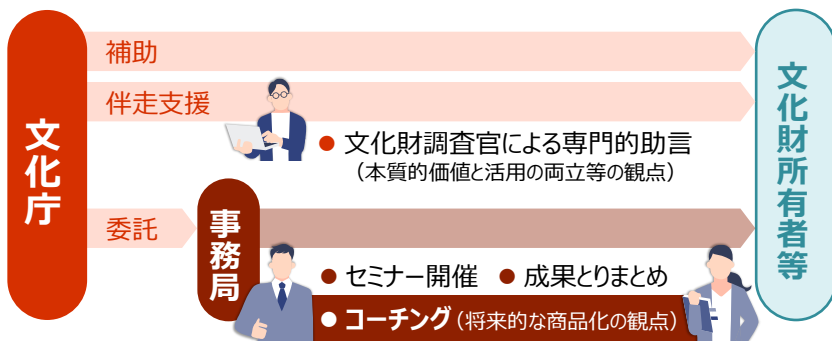 文化庁
補助
伴走支援
● 文化財調査官による専門的助言
（本質的価値と活用の両立等の観点）
委託
事務局
● セミナー開催 ● 成果とりまとめ
● コーチング（将来的な商品化の観点）
文化財所有者等